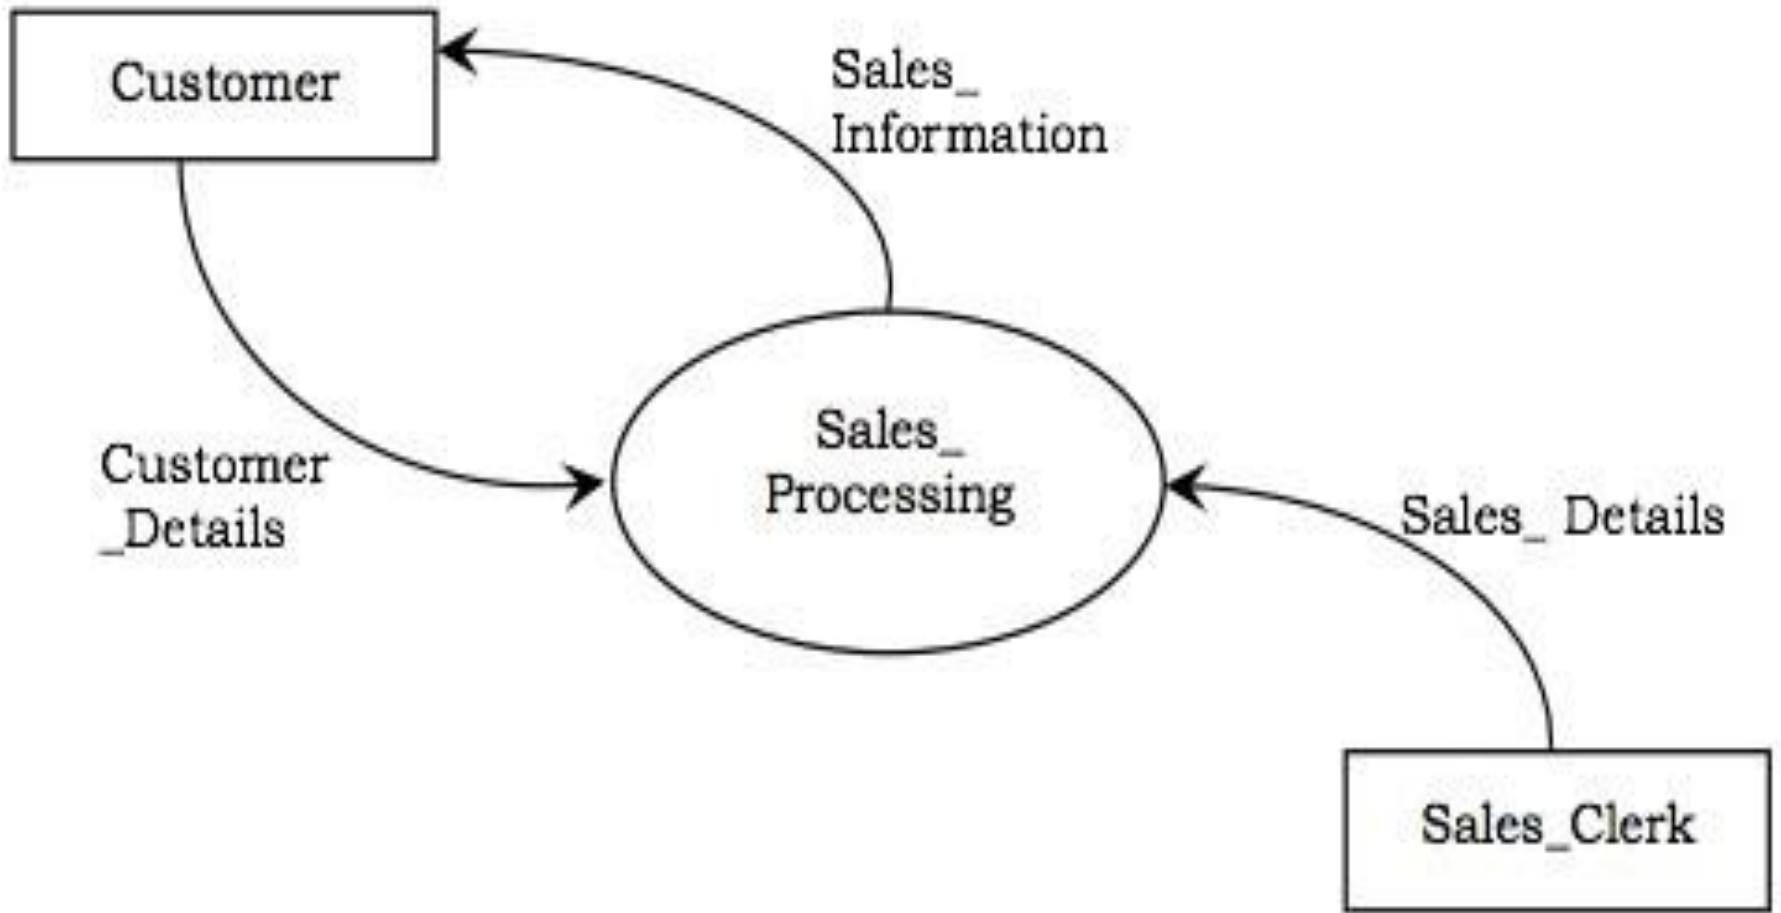 Customer
Sales_
Information
Customer
_Details
Sales_
Processing
Sales_ Details
Sales_Clerk